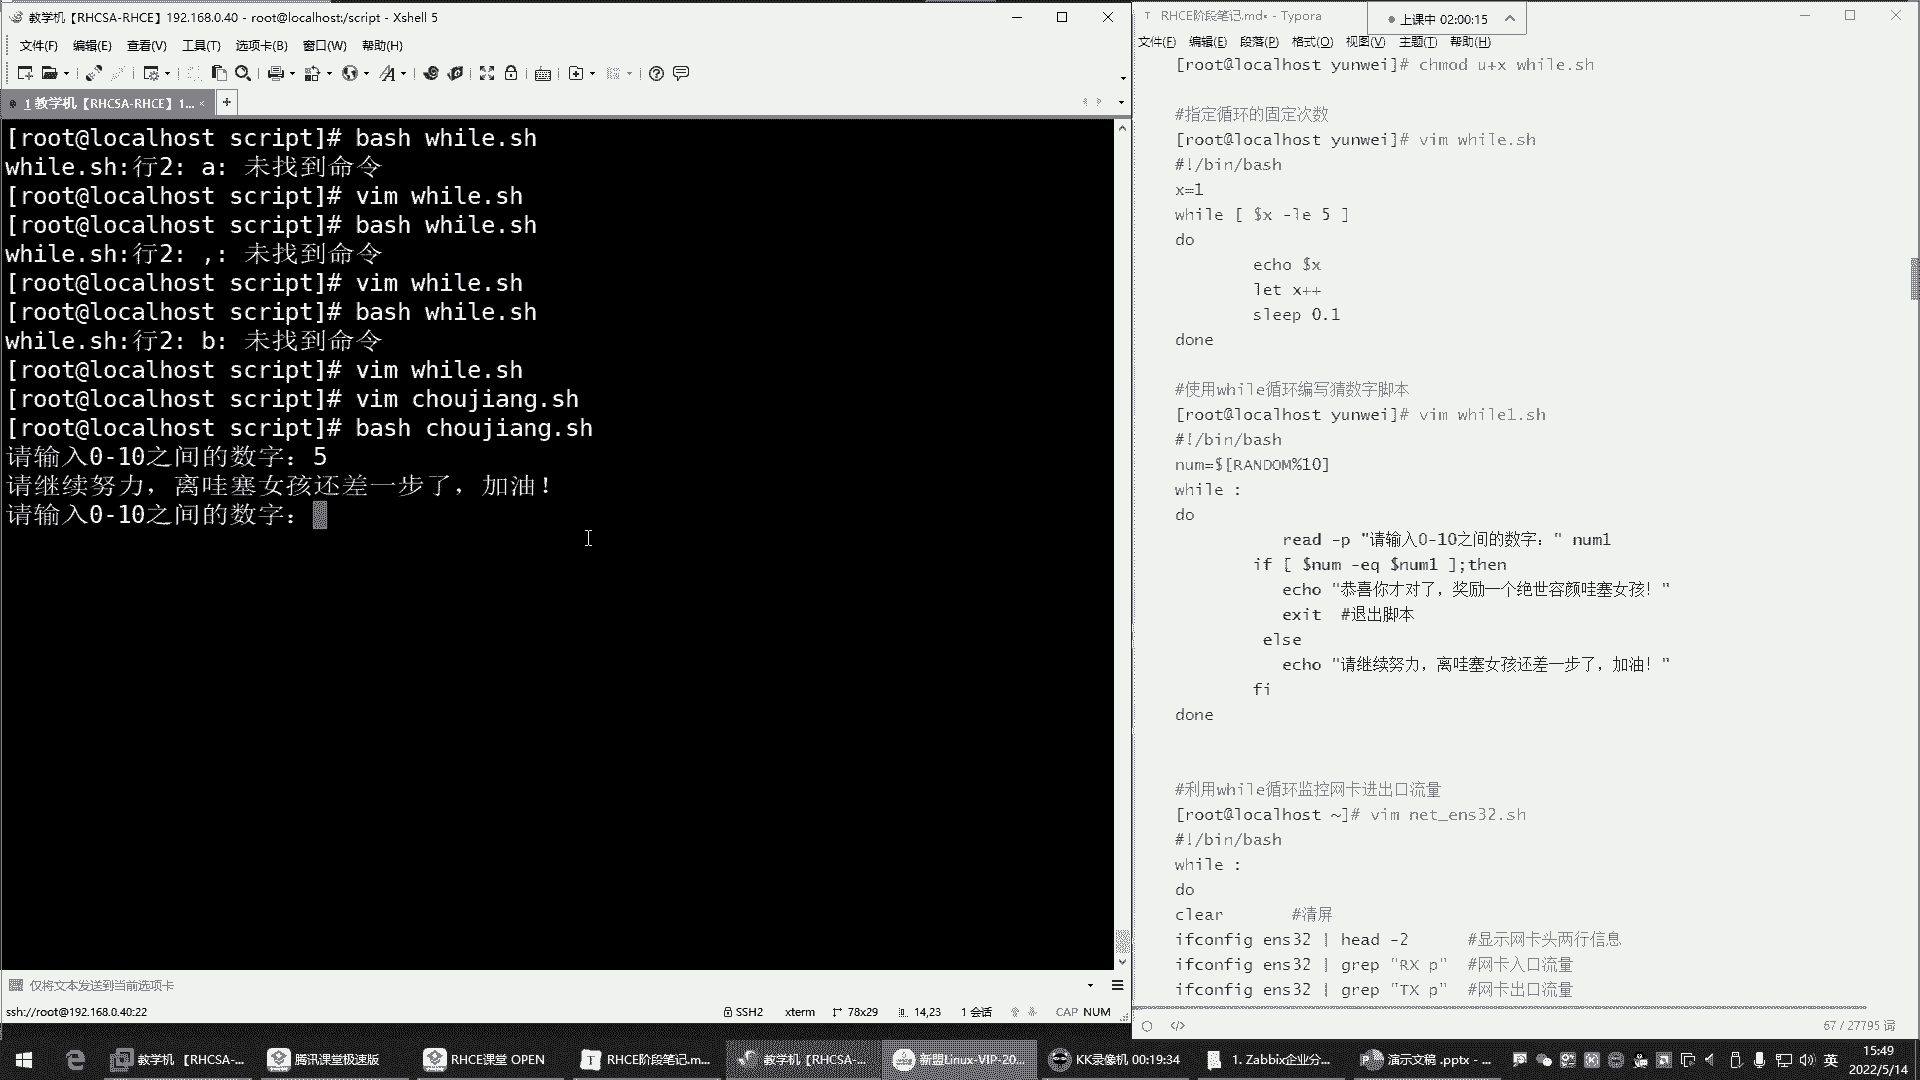 教学机【RHCSA-RHCE】192.168.0.40 - root@localhost:/script - Xshell 5
文件(F) 编辑(E) 查看(V) 工具(T) 选项卡(B) 窗口(W) 帮助(H)
1 教学机【RHCSA-RHCE】1...
[root@localhost script]# bash while.sh
while.sh:行2: a: 未找到命令
[root@localhost script]# vim while.sh
[root@localhost script]# bash while.sh
while.sh:行2: ,: 未找到命令
[root@localhost script]# vim while.sh
[root@localhost script]# bash while.sh
while.sh:行2: b: 未找到命令
[root@localhost script]# vim while.sh
[root@localhost script]# vim choujiang.sh
[root@localhost script]# bash choujiang.sh
请输入0-10之间的数字：5
请继续努力，离哇塞女孩还差一步了，加油！
请输入0-10之间的数字：
仅将文本发送到当前选项卡
ssh://root@192.168.0.40:22 SSH2 xterm 78x29 14,23 1 会话 CAP NUM
RHCE阶段笔记.md• - Typora
上课中 02:00:15
文件(F) 编辑(E) 段落(P) 格式(O) 视图(V) 主题(T) 帮助(H)
[root@localhost yunwei]# chmod u+x while.sh
#指定循环的固定次数
[root@localhost yunwei]# vim while.sh
#!/bin/bash
x=1
while [ $x -le 5 ]
do
echo $x
let x++
sleep 0.1
done
#使用while循环编写猜数字脚本
[root@localhost yunwei]# vim while1.sh
#!/bin/bash
num=$[RANDOM%10]
while :
do
read -p "请输入0-10之间的数字：" num1
if [ $num -eq $num1 ];then
echo "恭喜你才对了，奖励一个绝世容颜哇塞女孩！"
exit #退出脚本
else
echo "请继续努力，离哇塞女孩还差一步了，加油！"
fi
done
#利用while循环监控网卡进出口流量
[root@localhost ~]# vim net_ens32.sh
#!/bin/bash
while :
do
clear #清屏
ifconfig ens32 | head -2 #显示网卡头两行信息
ifconfig ens32 | grep "RX p" #网卡入口流量
ifconfig ens32 | grep "TX p" #网卡出口流量
67 / 27795 词
教学机 【RHCSA-... 腾讯课堂极速版 RHCE课堂 OPEN RHCE阶段笔记.m... 教学机【RHCSA-... 新盟Linux-VIP-20... KK录像机 00:19:34 1. Zabbix企业分... 演示文稿 .pptx - ... 英
15:49
2022/5/14